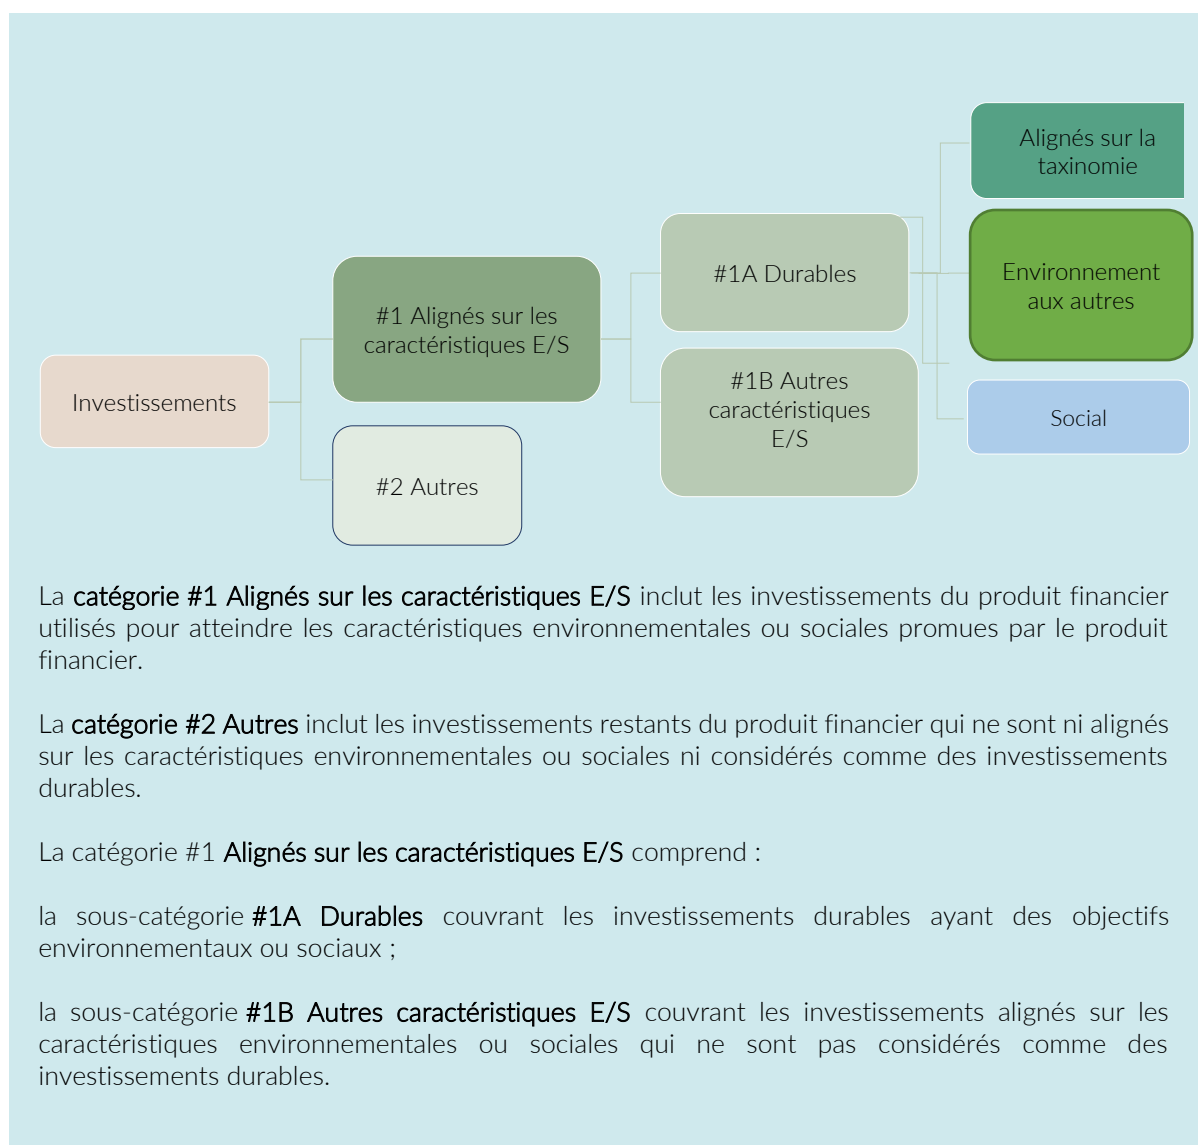 Alignés sur la
taxinomie
Environnement
aux autres
#1A Durables
#1 Alignés sur les
caractéristiques E/S
#1B Autres
caractéristiques
E/S
Investissements
Social
#2 Autres
La catégorie #1 Alignés sur les caractéristiques E/S inclut les investissements du produit financier
utilisés pour atteindre les caractéristiques environnementales ou sociales promues par le produit
financier.
La catégorie #2 Autres inclut les investissements restants du produit financier qui ne sont ni alignés
sur les caractéristiques environnementales ou sociales ni considérés comme des investissements
durables.
La catégorie #1 Alignés sur les caractéristiques E/S comprend :
la sous-catégorie #1A Durables couvrant les investissements durables ayant des objectifs
environnementaux ou sociaux ;
la sous-catégorie #1B Autres caractéristiques E/S couvrant les investissements alignés sur les
caractéristiques environnementales ou sociales qui ne sont pas considérés comme des
investissements durables.